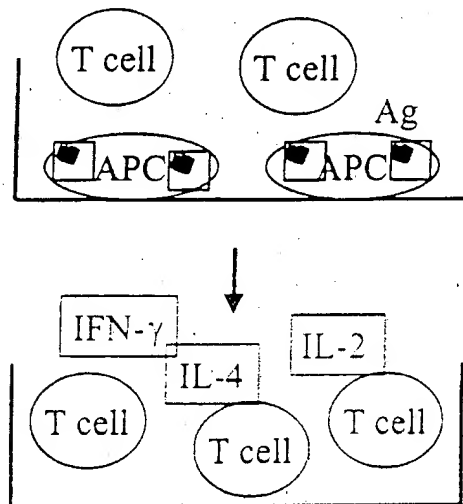 T cell
T cell
Ag
APC
APC
IFN-γ
IL-4
IL-2
T cell
T cell
T cell